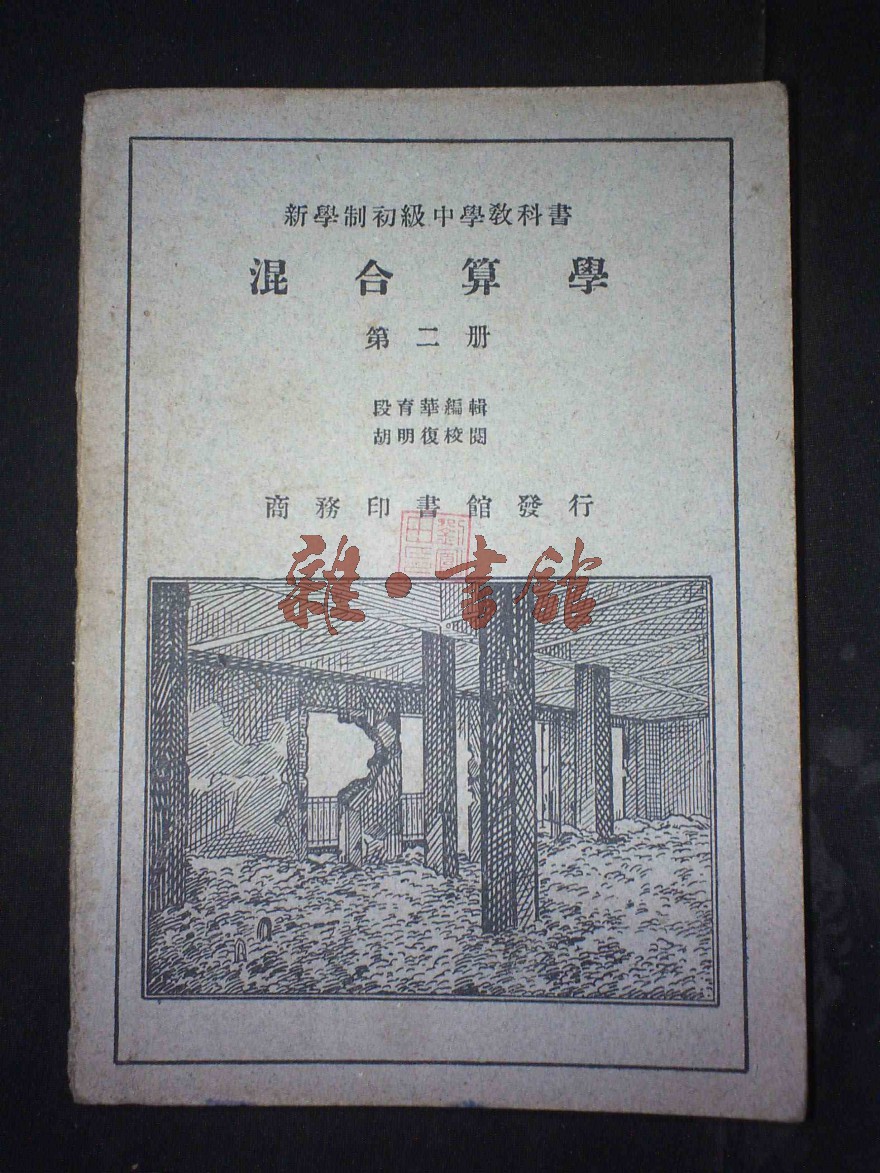 新學制初級中學教科書
混合算學
第二册
段育華編輯
胡明復校閱
商務印書館發行
雜·書館